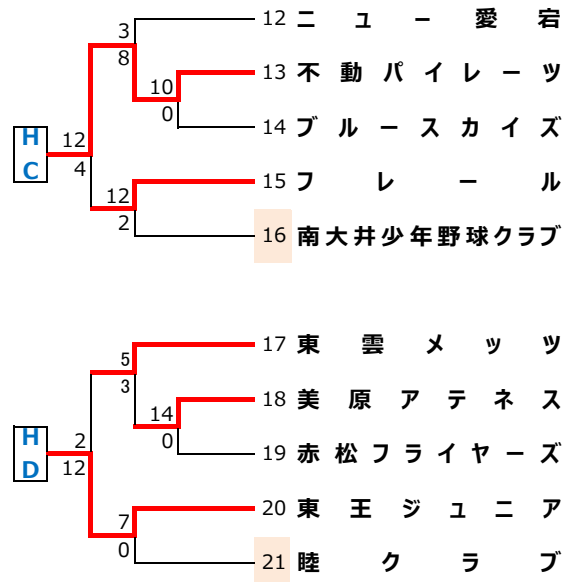 12 ニュー愛宕
3
8
10 13 不動パイレーツ
0 14 ブルースカイズ
HC 12
4
12 15 フレール
2 16 南大井少年野球クラブ
5 17 東雲メッツ
3
14 18 美原アテネス
0 19 赤松フライヤーズ
HD 2
12
7 20 東王ジュニア
0 21 睦クラブ